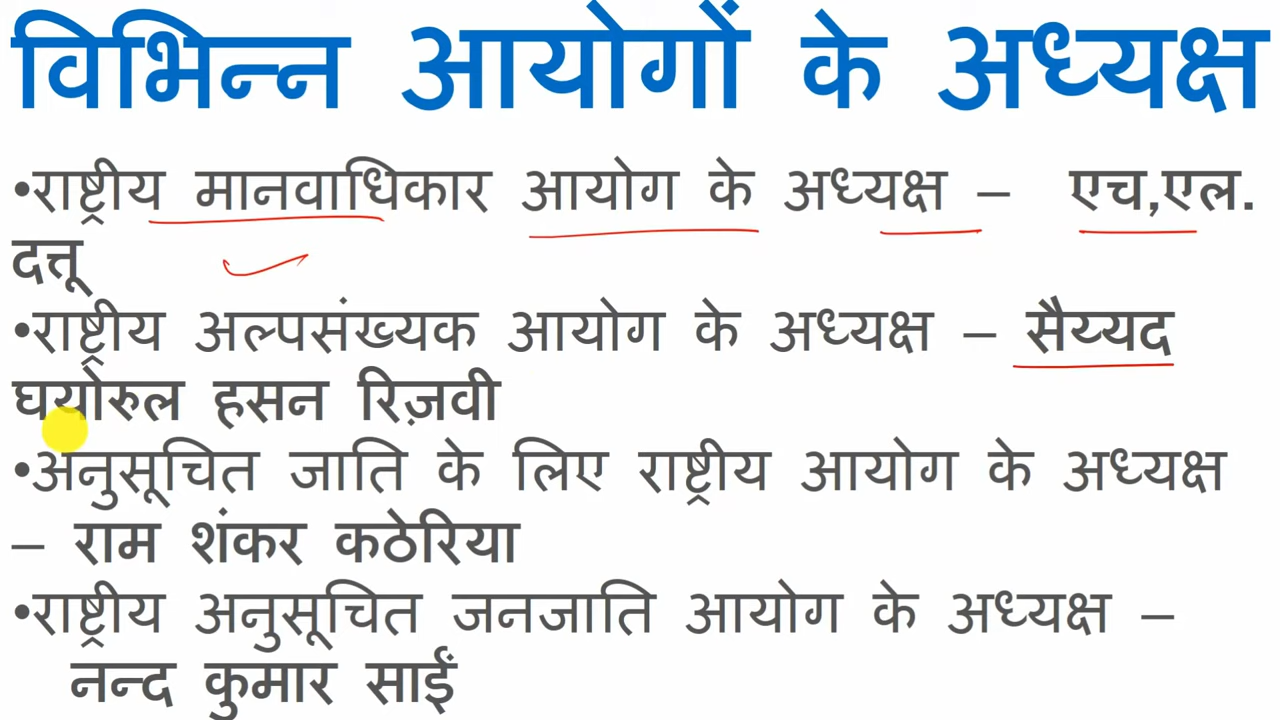 विभिन्न आयोगों के अध्यक्ष
•राष्ट्रीय मानवाधिकार आयोग के अध्यक्ष – एच,एल.
दत्तू
•राष्ट्रीय अल्पसंख्यक आयोग के अध्यक्ष – सैय्यद
घयोरुल हसन रिज़वी
•अनुसूचित जाति के लिए राष्ट्रीय आयोग के अध्यक्ष
– राम शंकर कठेरिया
•राष्ट्रीय अनुसूचित जनजाति आयोग के अध्यक्ष –
नन्द कुमार साईं